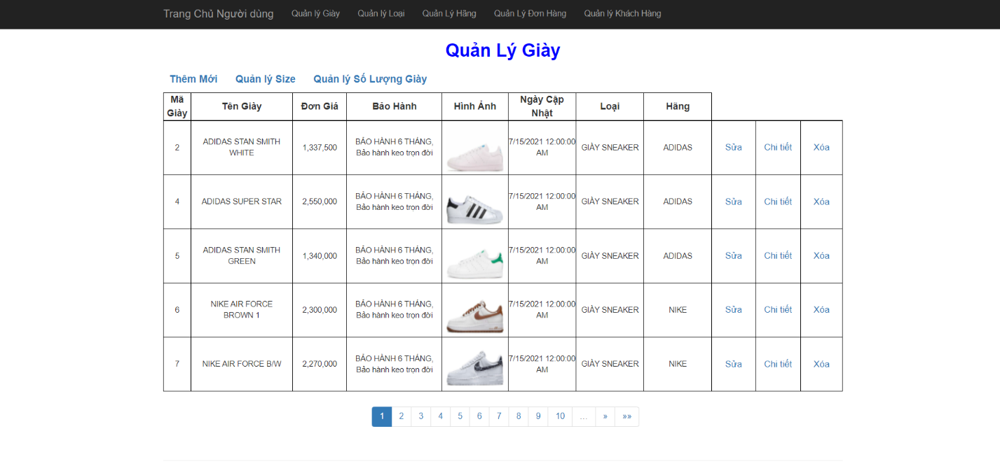 Trang Chủ Người dùng Quản lý Giày Quản lý Loại Quản Lý Hãng Quản Lý Đơn Hàng Quản lý Khách Hàng
Quản Lý Giày
Thêm Mới Quản lý Size Quản lý Số Lượng Giày
Mã Giày Tên Giày Đơn Giá Bảo Hành Hình Ảnh Ngày Cập Nhật Loại Hãng
2 ADIDAS STAN SMITH WHITE 1,337,500 BẢO HÀNH 6 THÁNG, Bảo hành keo trọn đời 7/15/2021 12:00:00 AM GIÀY SNEAKER ADIDAS Sửa Chi tiết Xóa
4 ADIDAS SUPER STAR 2,550,000 BẢO HÀNH 6 THÁNG, Bảo hành keo trọn đời 7/15/2021 12:00:00 AM GIÀY SNEAKER ADIDAS Sửa Chi tiết Xóa
5 ADIDAS STAN SMITH GREEN 1,340,000 BẢO HÀNH 6 THÁNG, Bảo hành keo trọn đời 7/15/2021 12:00:00 AM GIÀY SNEAKER ADIDAS Sửa Chi tiết Xóa
6 NIKE AIR FORCE BROWN 1 2,300,000 BẢO HÀNH 6 THÁNG, Bảo hành keo trọn đời 7/15/2021 12:00:00 AM GIÀY SNEAKER NIKE Sửa Chi tiết Xóa
7 NIKE AIR FORCE B/W 2,270,000 BẢO HÀNH 6 THÁNG, Bảo hành keo trọn đời 7/15/2021 12:00:00 AM GIÀY SNEAKER NIKE Sửa Chi tiết Xóa
1 2 3 4 5 6 7 8 9 10 … » »»